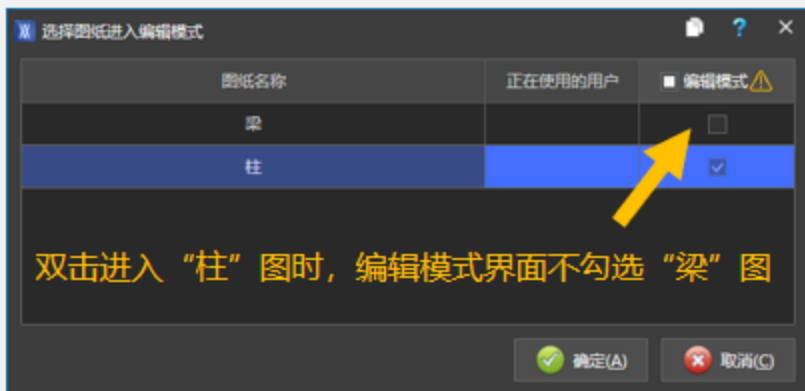 选择图纸进入编辑模式
图纸名称 正在使用的用户 编辑模式
梁
柱
双击进入“柱”图时，编辑模式界面不勾选“梁”图
确定(A) 取消(C)